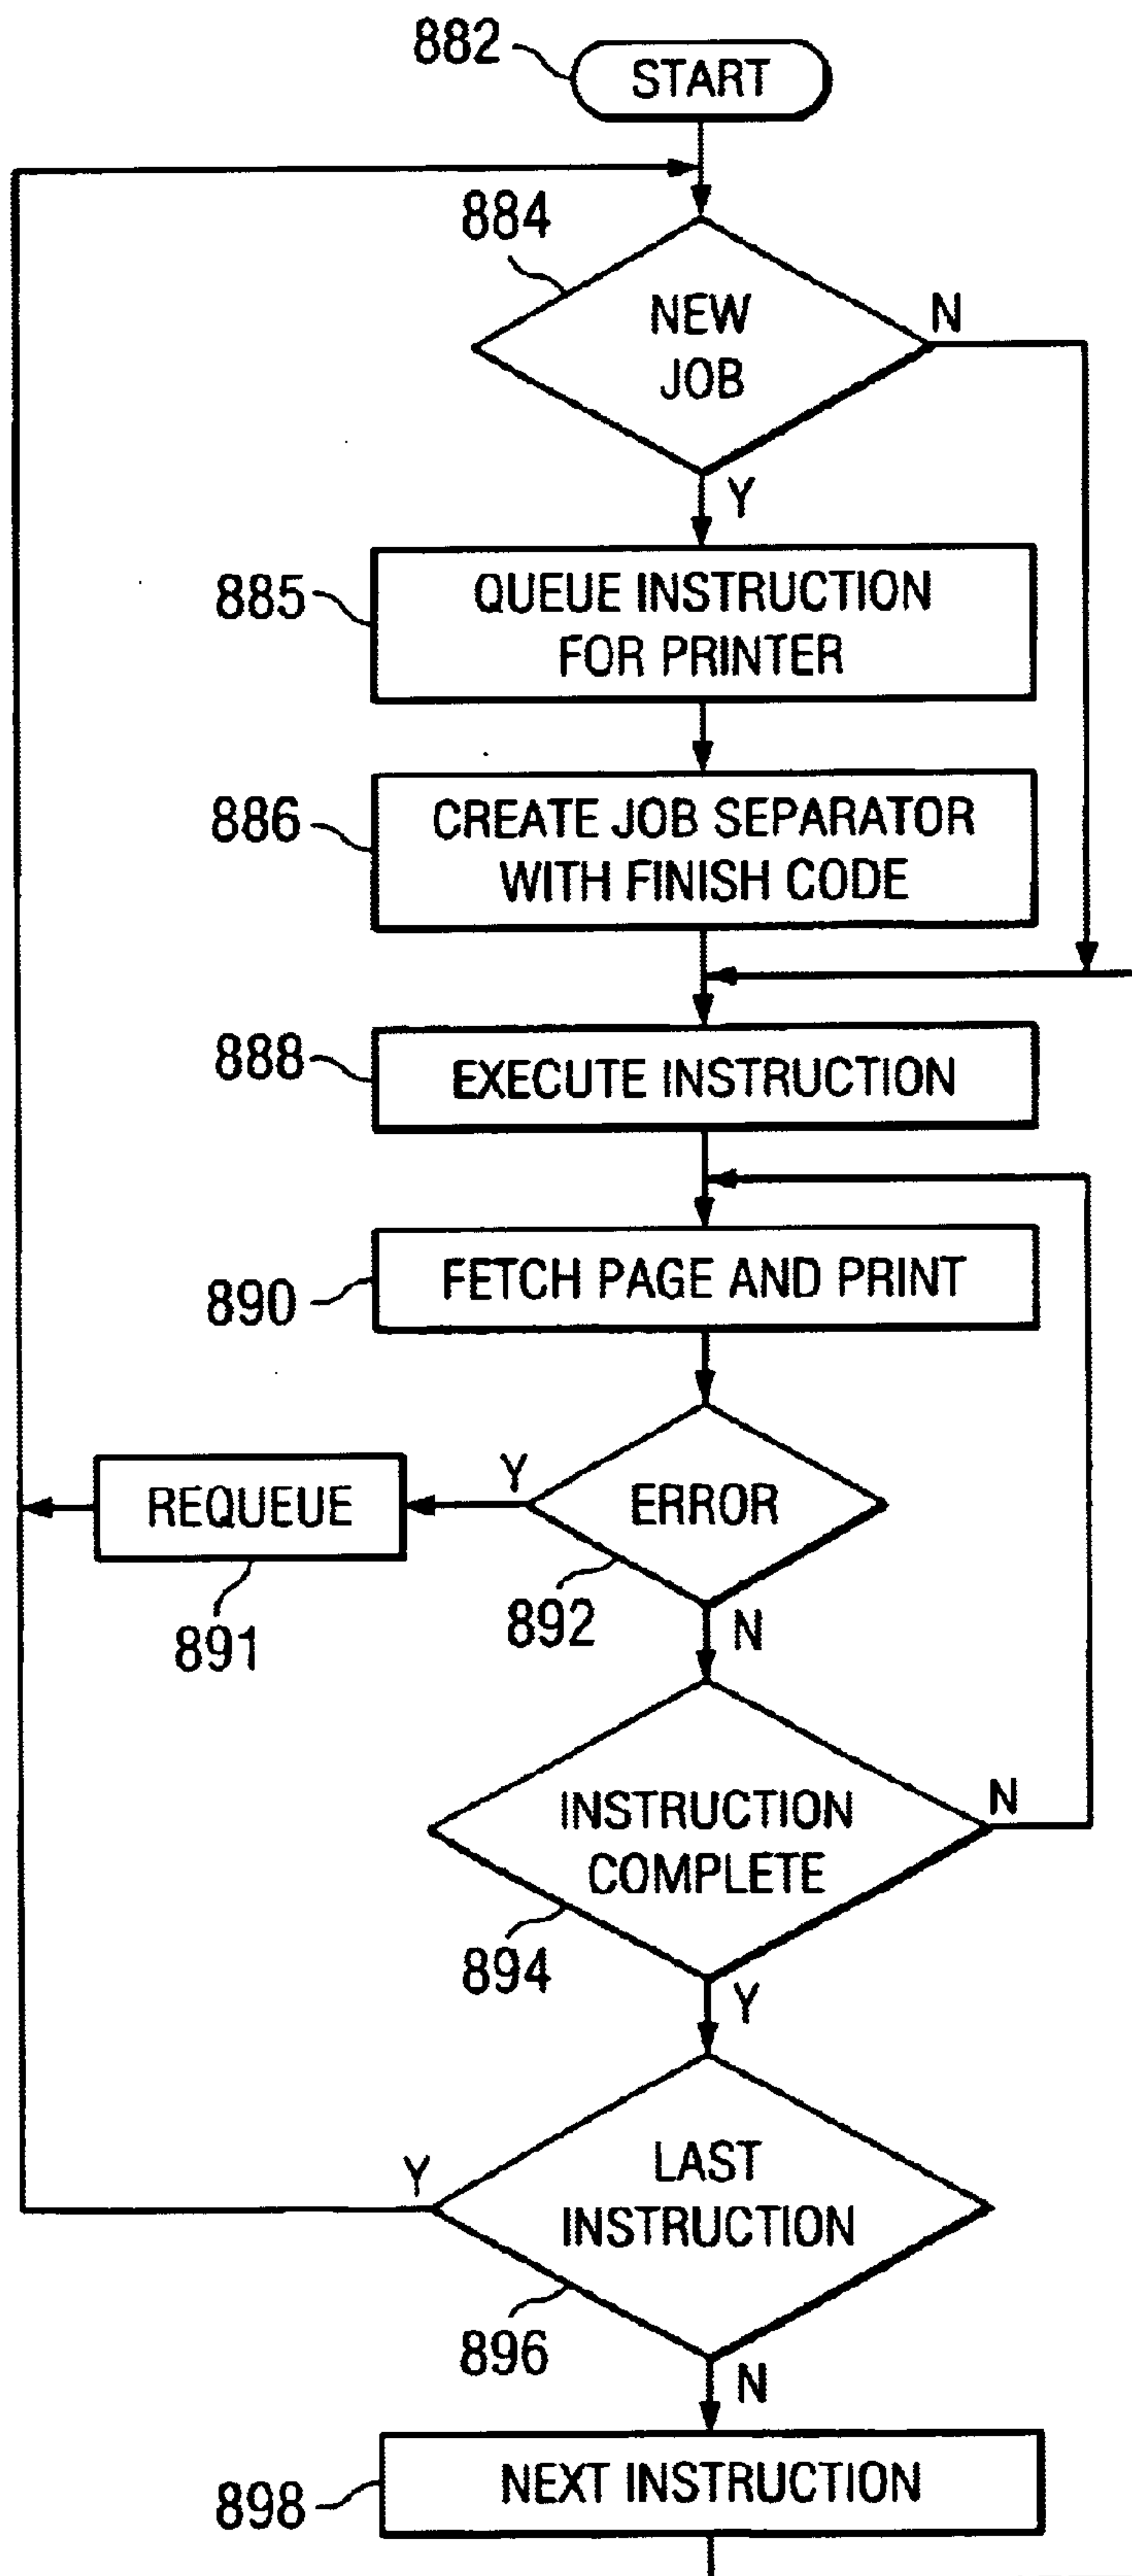 882
START
884
NEW
JOB
N
Y
885
QUEUE INSTRUCTION
FOR PRINTER
886
CREATE JOB SEPARATOR
WITH FINISH CODE
888
EXECUTE INSTRUCTION
890
FETCH PAGE AND PRINT
Y
REQUEUE
ERROR
891
892
N
INSTRUCTION
COMPLETE
N
894
Y
LAST
INSTRUCTION
Y
896
N
898
NEXT INSTRUCTION